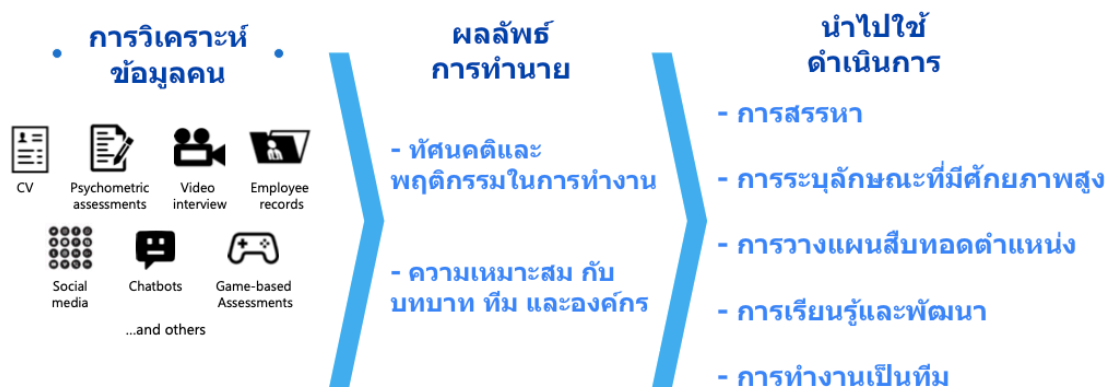 การวิเคราะห์
ข้อมูลคน
CV
Psychometric
assessments
Video
interview
Employee
records
Social
media
Chatbots
Game-based
Assessments
...and others
ผลลัพธ์
การทำนาย
- ทัศนคติและ
พฤติกรรมในการทำงาน
- ความเหมาะสม กับ
บทบาท ทีม และองค์กร
นำไปใช้
ดำเนินการ
- การสรรหา
- การระบุลักษณะที่มีศักยภาพสูง
- การวางแผนสืบทอดตำแหน่ง
- การเรียนรู้และพัฒนา
- การทำงานเป็นทีม